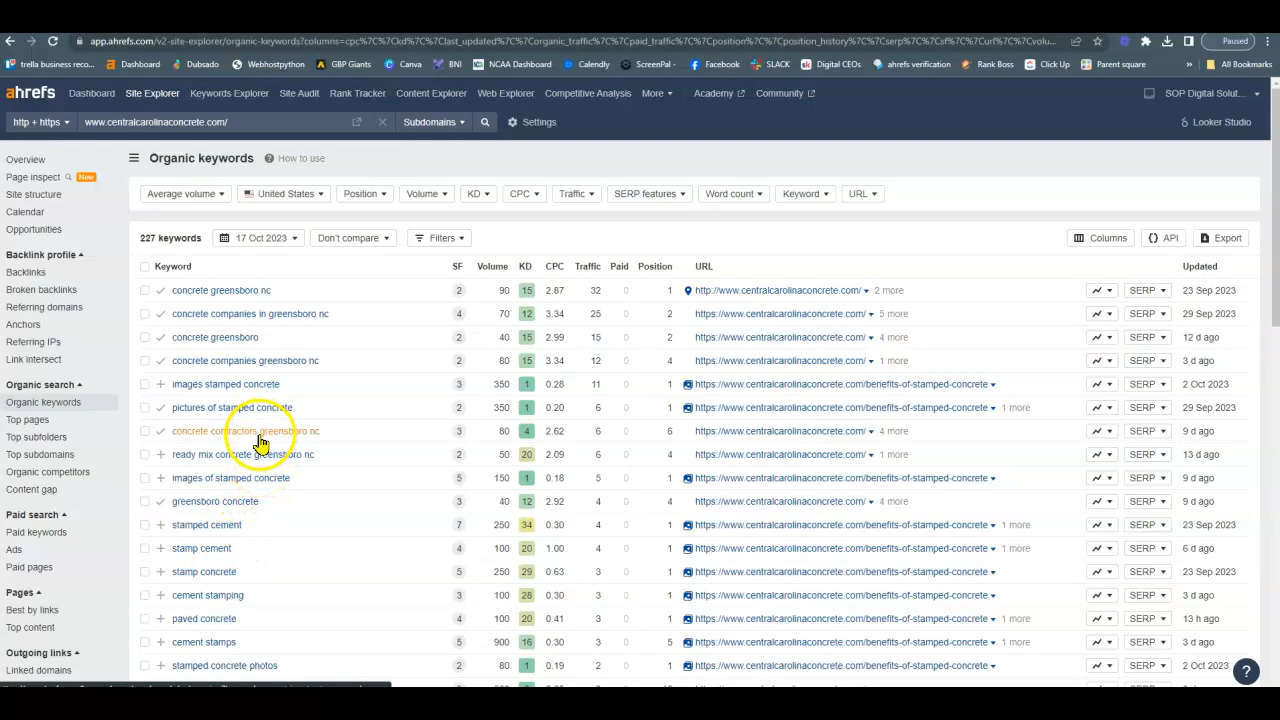 app.ahrefs.com/v2-site-explorer/organic-keywords?columns=cpc%7C%7Ckd%7C%7Clast_updated%7C%7Corganic_traffic%7C%7Cpaid_traffic%7C%7Cposition%7C%7Cposition_history%7C%7Cserp%7C%7Csf%7C%7Curl%7C%7Cvolu... Paused
trella business reco... Dashboard Dubsado Webhostpython GBP Giants Canva BNI NCAA Dashboard Calendly ScreenPal - Facebook SLACK Digital CEOs ahrefs verification Rank Boss Click Up Parent square » All Bookmarks
ahrefs Dashboard Site Explorer Keywords Explorer Site Audit Rank Tracker Content Explorer Web Explorer Competitive Analysis More Academy Community SOP Digital Solut...
http + https www.centralcarolinaconcrete.com/ Subdomains Settings Looker Studio
Overview
Page inspect New
Site structure
Calendar
Opportunities
Backlink profile
Backlinks
Broken backlinks
Referring domains
Anchors
Referring IPs
Link intersect
Organic search
Organic keywords
Top pages
Top subfolders
Top subdomains
Organic competitors
Content gap
Paid search
Paid keywords
Ads
Paid pages
Pages
Best by links
Top content
Outgoing links
Linked domains
Organic keywords ? How to use
Average volume United States Position Volume KD CPC Traffic SERP features Word count Keyword URL
227 keywords 17 Oct 2023 Don't compare Filters Columns {} API Export
Keyword SF Volume KD CPC Traffic Paid Position URL Updated
concrete greensboro nc 2 90 15 2.87 32 0 1 http://www.centralcarolinaconcrete.com/ 2 more SERP 23 Sep 2023
concrete companies in greensboro nc 4 70 12 3.34 25 0 2 https://www.centralcarolinaconcrete.com/ 5 more SERP 29 Sep 2023
concrete greensboro 2 40 15 2.99 15 0 2 https://www.centralcarolinaconcrete.com/ 4 more SERP 12 d ago
concrete companies greensboro nc 2 80 15 3.34 12 0 4 https://www.centralcarolinaconcrete.com/ 1 more SERP 3 d ago
images stamped concrete 3 350 1 0.28 11 0 1 https://www.centralcarolinaconcrete.com/benefits-of-stamped-concrete SERP 2 Oct 2023
pictures of stamped concrete 2 350 1 0.20 6 0 1 https://www.centralcarolinaconcrete.com/benefits-of-stamped-concrete 1 more SERP 29 Sep 2023
concrete contractors greensboro nc 3 80 4 2.62 6 0 6 https://www.centralcarolinaconcrete.com/ 4 more SERP 9 d ago
ready mix concrete greensboro nc 2 50 20 2.09 6 0 4 https://www.centralcarolinaconcrete.com/ 1 more SERP 13 d ago
images of stamped concrete 5 150 1 0.18 5 0 1 https://www.centralcarolinaconcrete.com/benefits-of-stamped-concrete SERP 9 d ago
greensboro concrete 3 40 12 2.92 4 0 4 https://www.centralcarolinaconcrete.com/ 4 more SERP 9 d ago
stamped cement 7 250 34 0.30 4 0 1 https://www.centralcarolinaconcrete.com/benefits-of-stamped-concrete 1 more SERP 23 Sep 2023
stamp cement 4 100 20 1.00 4 0 1 https://www.centralcarolinaconcrete.com/benefits-of-stamped-concrete 1 more SERP 6 d ago
stamp concrete 5 250 29 0.63 3 0 1 https://www.centralcarolinaconcrete.com/benefits-of-stamped-concrete SERP 23 Sep 2023
cement stamping 3 100 28 0.30 3 0 1 https://www.centralcarolinaconcrete.com/benefits-of-stamped-concrete SERP 3 d ago
paved concrete 4 100 20 0.41 3 0 1 https://www.centralcarolinaconcrete.com/benefits-of-stamped-concrete 1 more SERP 13 h ago
cement stamps 5 900 16 0.30 3 0 5 https://www.centralcarolinaconcrete.com/benefits-of-stamped-concrete 1 more SERP 3 d ago
stamped concrete photos 2 80 1 0.19 2 0 1 https://www.centralcarolinaconcrete.com/benefits-of-stamped-concrete SERP 2 Oct 2023
?